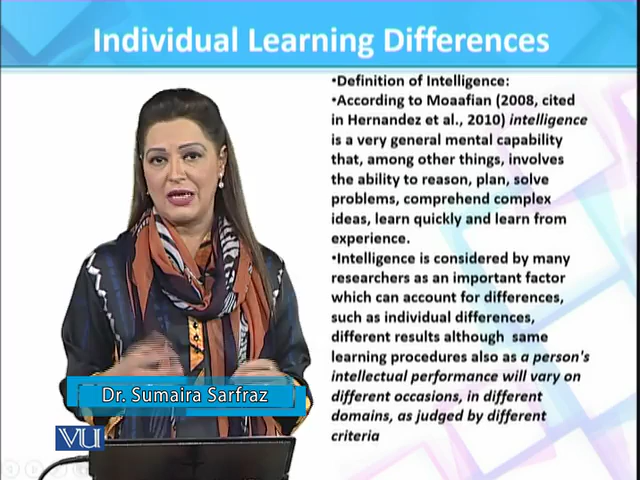 Individual Learning Differences
•Definition of Intelligence:
•According to Moaafian (2008, cited
in Hernandez et al., 2010) intelligence
is a very general mental capability
that, among other things, involves
the ability to reason, plan, solve
problems, comprehend complex
ideas, learn quickly and learn from
experience.
•Intelligence is considered by many
researchers as an important factor
which can account for differences,
such as individual differences,
different results although same
learning procedures also as a person's
intellectual performance will vary on
different occasions, in different
domains, as judged by different
criteria
Dr. Sumaira Sarfraz
VU